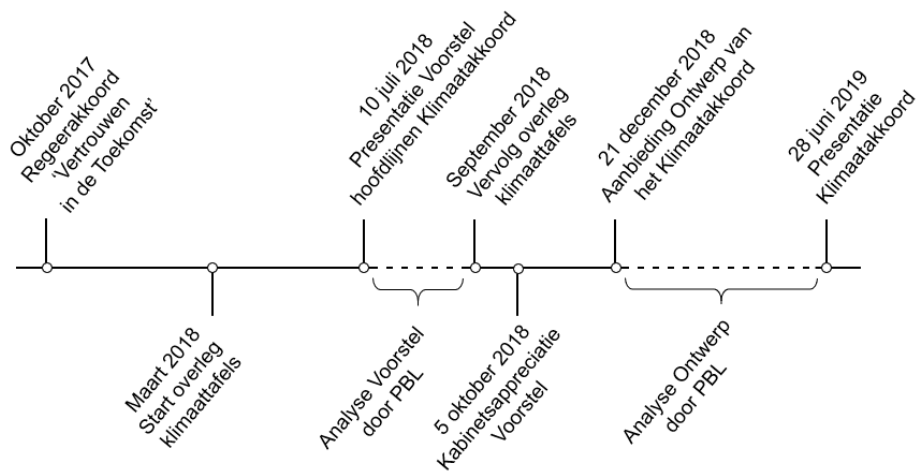 Oktober 2017
Regeerakkoord
‘Vertrouwen
in de Toekomst’
Maart 2018
Start overleg
klimaattafels
10 juli 2018
Presentatie Voorstel
hoofdlijnen Klimaatakkoord
Analyse Voorstel
door PBL
September 2018
Vervolg overleg
klimaattafels
5 oktober 2018
Kabinetsappreciatie
Voorstel
21 december 2018
Aanbieding Ontwerp van
het Klimaatakkoord
Analyse Ontwerp
door PBL
28 juni 2019
Presentatie
Klimaatakkoord